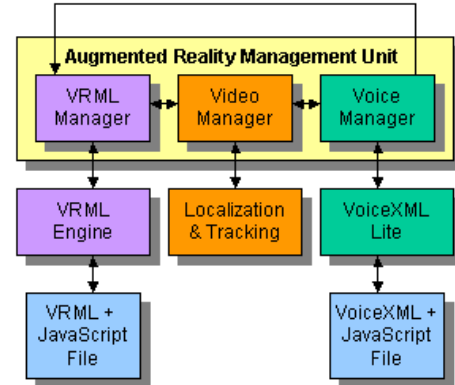 Augmented Reality Management Unit
VRML
Manager
Video
Manager
Voice
Manager
VRML
Engine
Localization
& Tracking
VoiceXML
Lite
VRML +
JavaScript
File
VoiceXML +
JavaScript
File